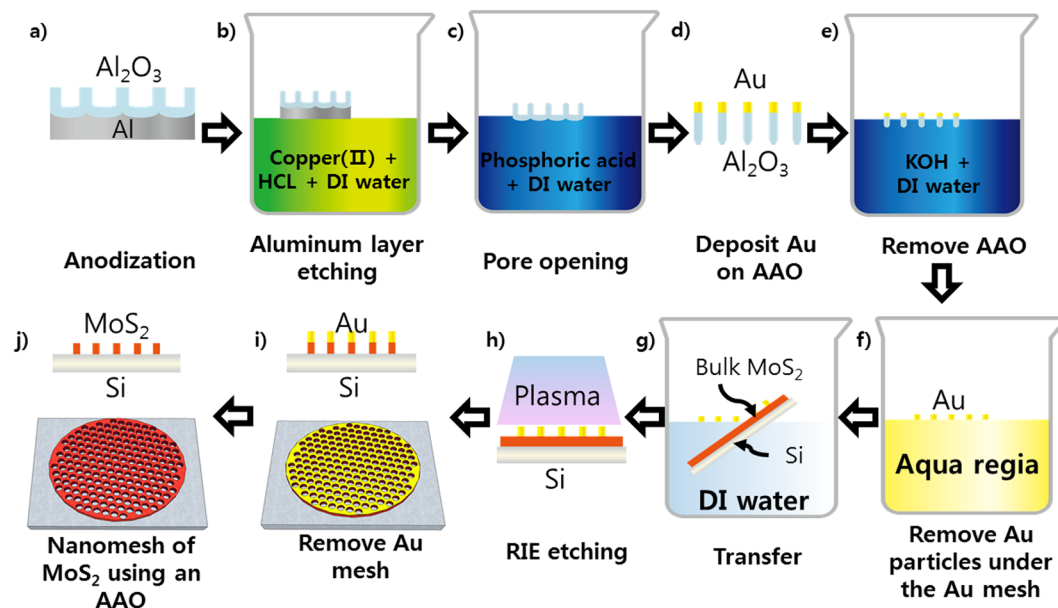 a)
Al₂O₃
Al
Anodization
b)
Copper(Ⅱ) +
HCL + DI water
Aluminum layer
etching
c)
Phosphoric acid
+ DI water
Pore opening
d)
Au
Al₂O₃
Deposit Au
on AAO
e)
KOH +
DI water
Remove AAO
f)
Au
Aqua regia
Remove Au
particles under
the Au mesh
g)
Bulk MoS₂
Si
DI water
Transfer
h)
Plasma
Si
RIE etching
i)
Au
Si
Remove Au
mesh
j)
MoS₂
Si
Nanomesh of
MoS₂ using an
AAO